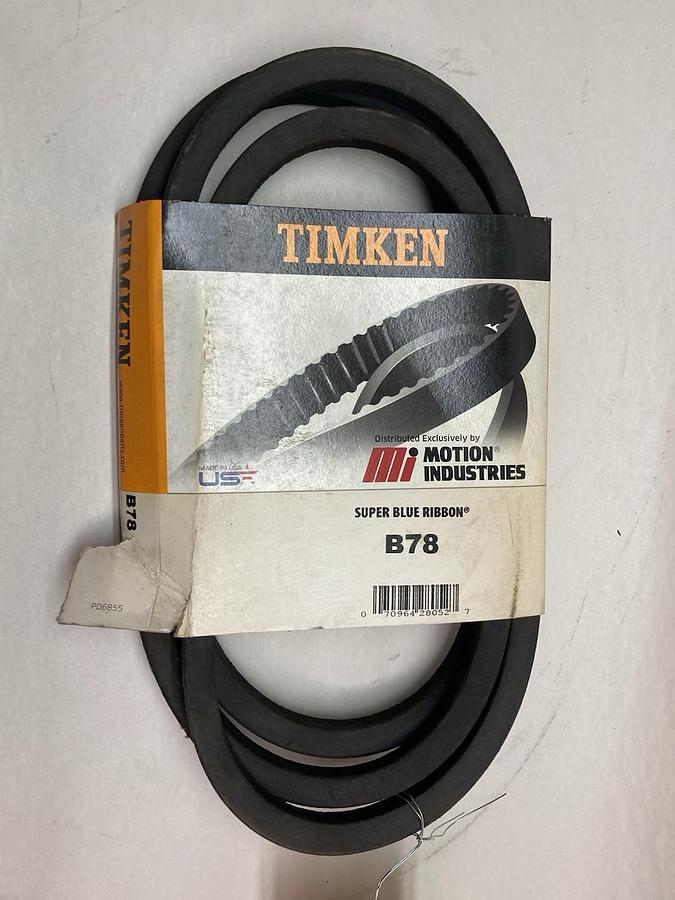 TIMKEN
TIMKEN
www.timkenbelts.com
B78
Distributed Exclusively by
mi MOTION®
INDUSTRIES
MADE IN USA
USA
SUPER BLUE RIBBON®
B78
0 70964 28052 7
PD6855